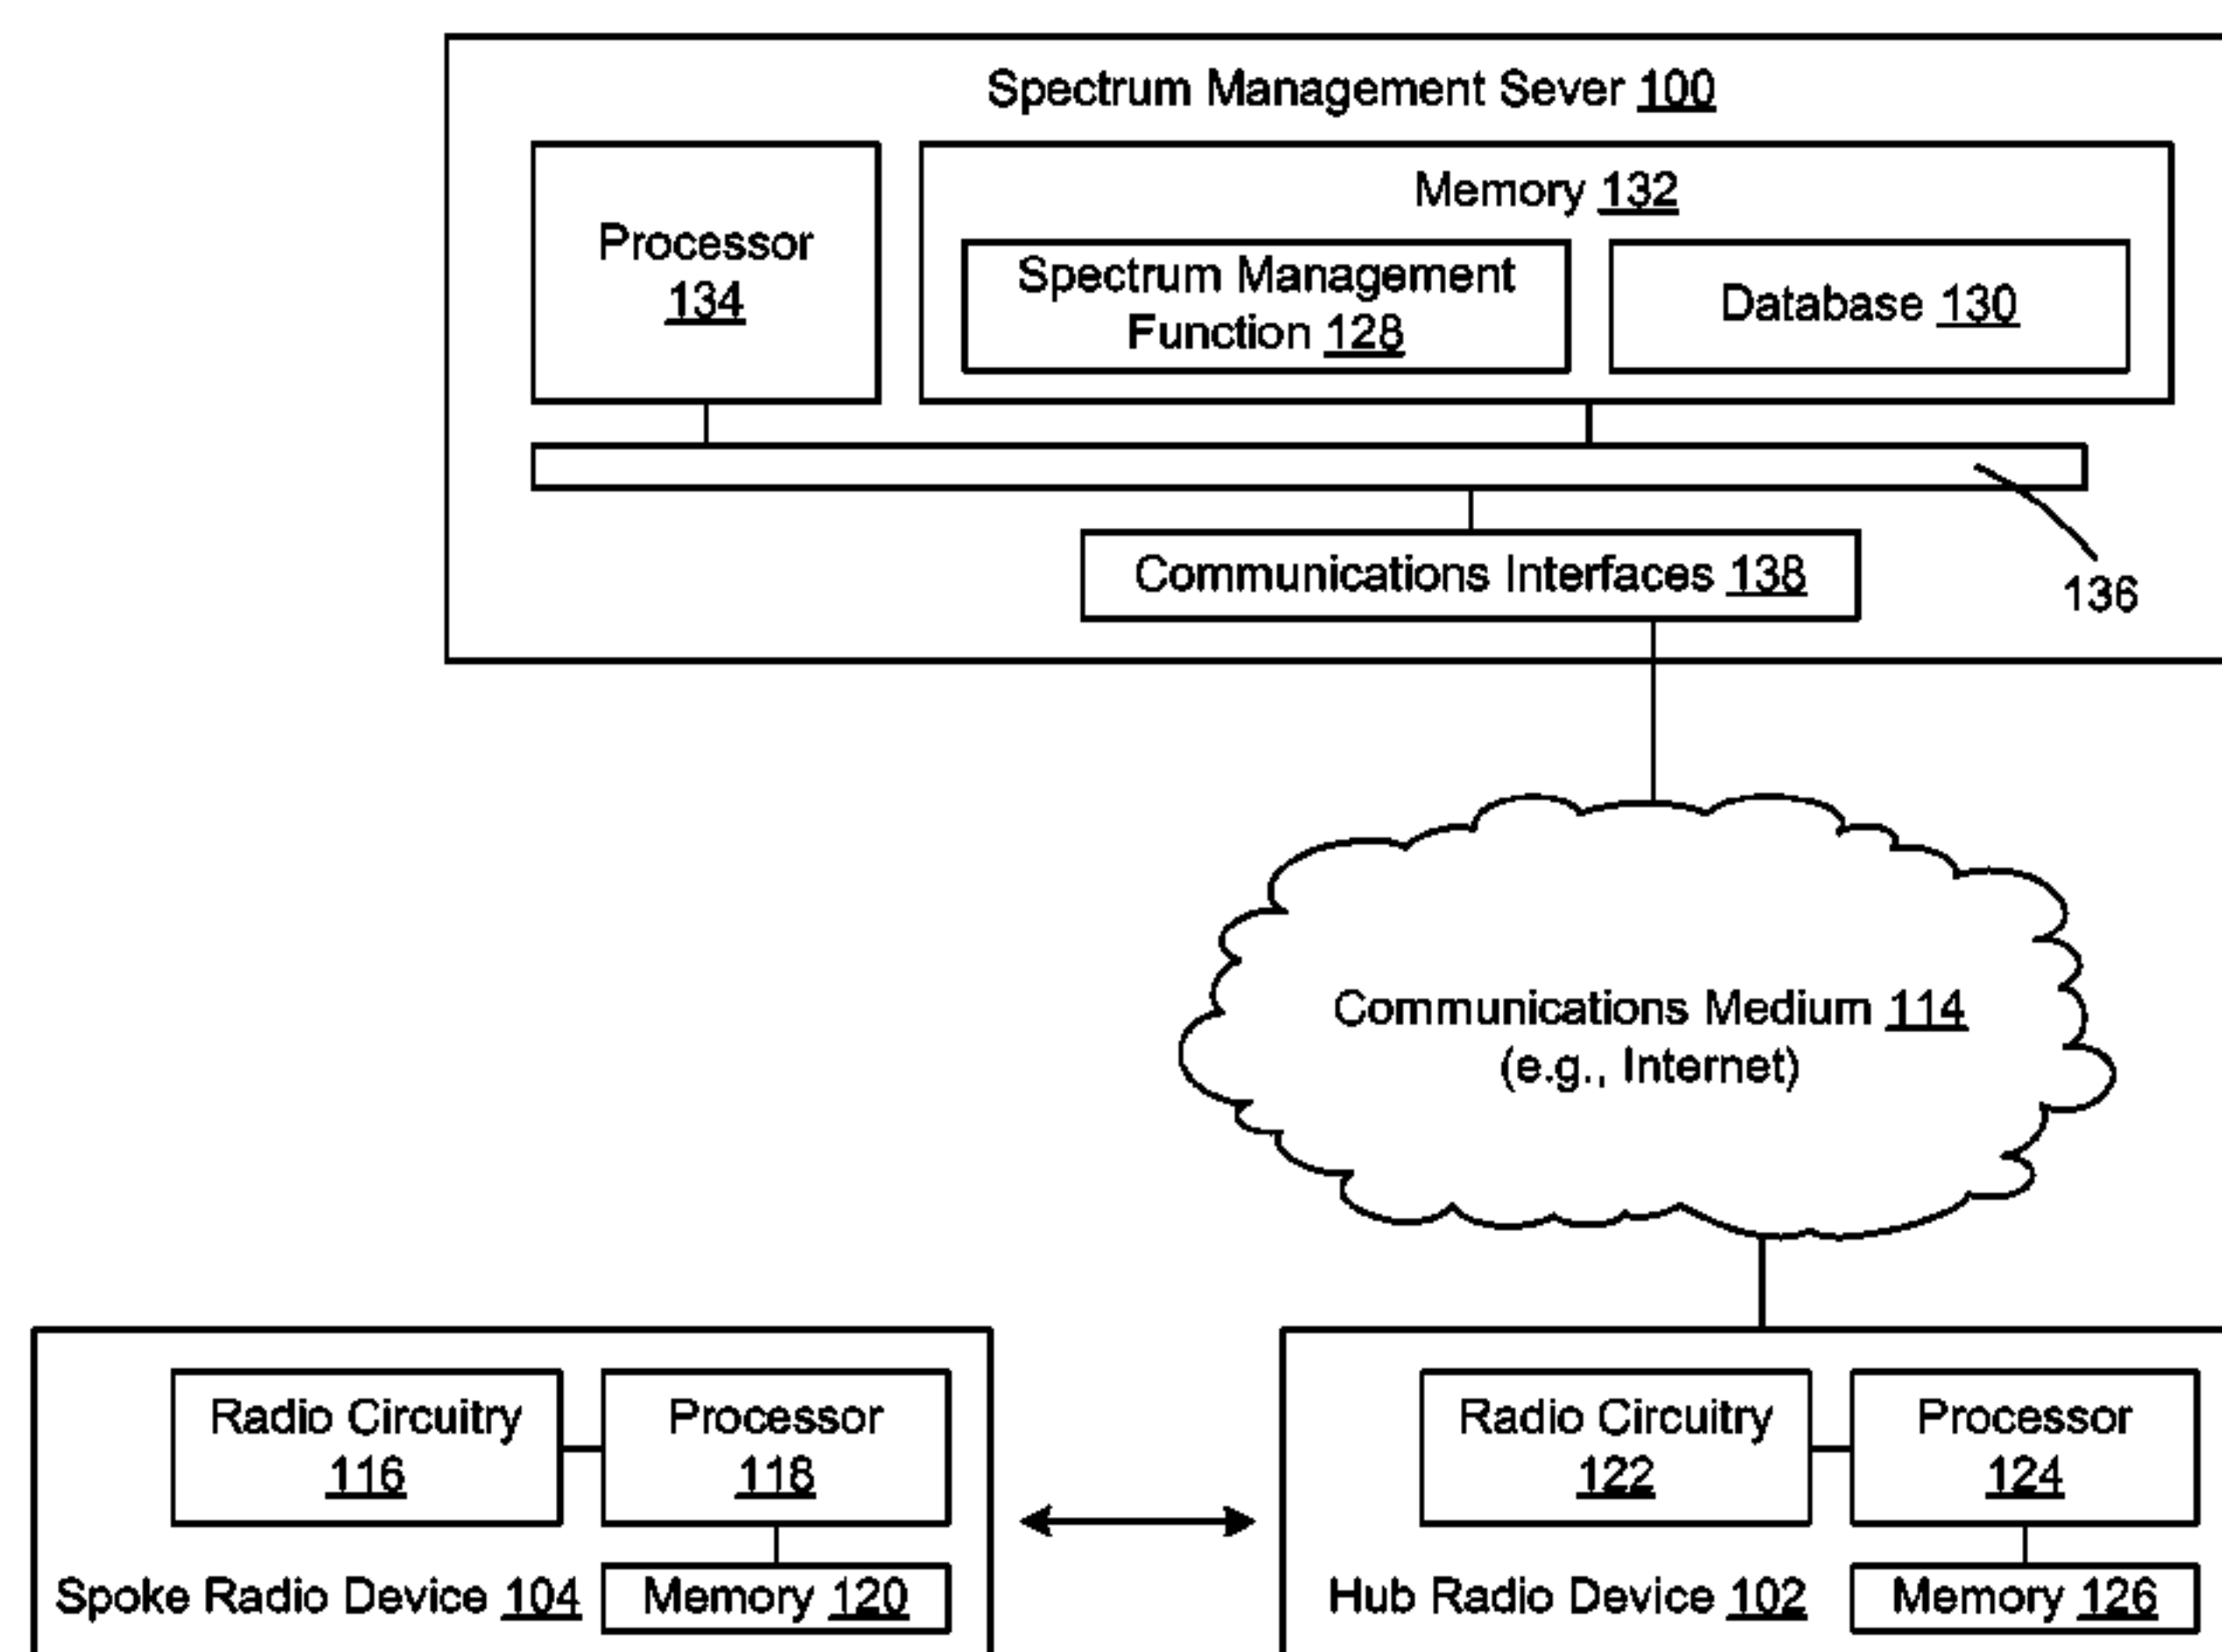 Spectrum Management Sever 100
Processor
134
Memory 132
Spectrum Management
Function 128
Database 130
Communications Interfaces 138
136
Communications Medium 114
(e.g., Internet)
Radio Circuitry
116
Processor
118
Spoke Radio Device 104
Memory 120
Radio Circuitry
122
Processor
124
Hub Radio Device 102
Memory 126